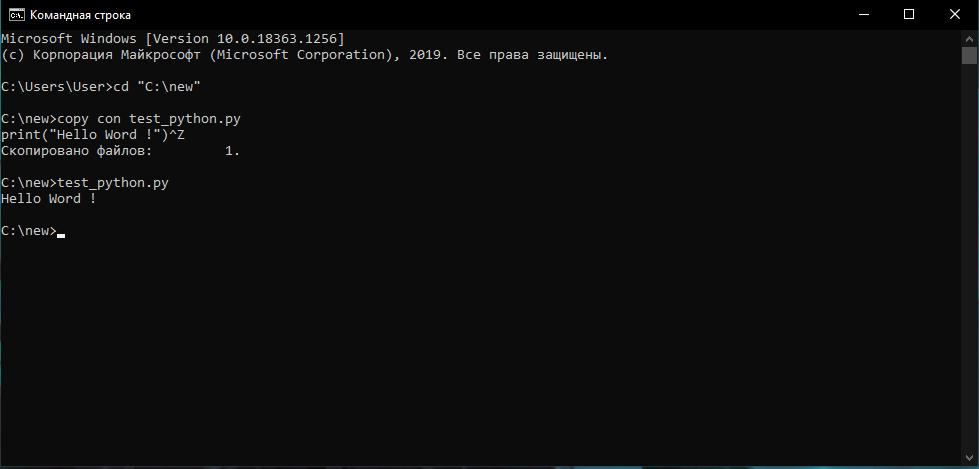 Командная строка
Microsoft Windows [Version 10.0.18363.1256]
(c) Корпорация Майкрософт (Microsoft Corporation), 2019. Все права защищены.
C:\Users\User>cd "C:\new"
C:\new>copy con test_python.py
print("Hello Word !")^Z
Скопировано файлов:         1.
C:\new>test_python.py
Hello Word !
C:\new>